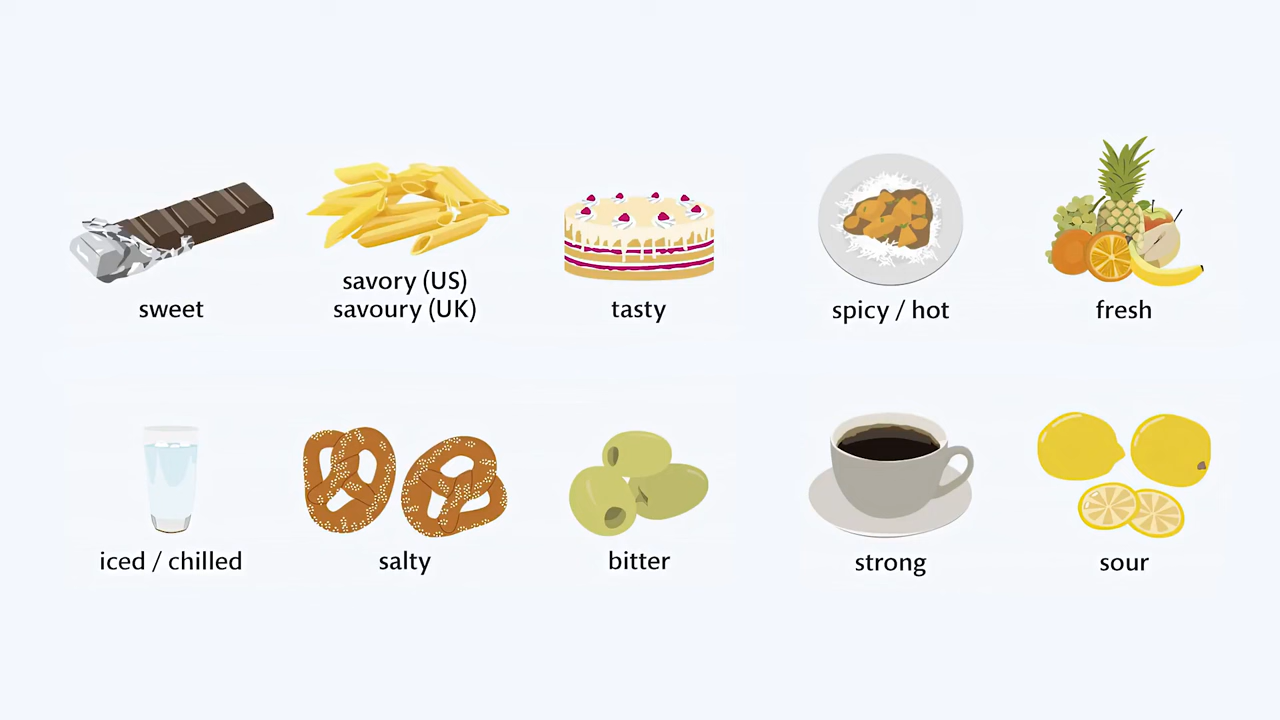 sweet
savory (US)
savoury (UK)
tasty
spicy / hot
fresh
iced / chilled
salty
bitter
strong
sour